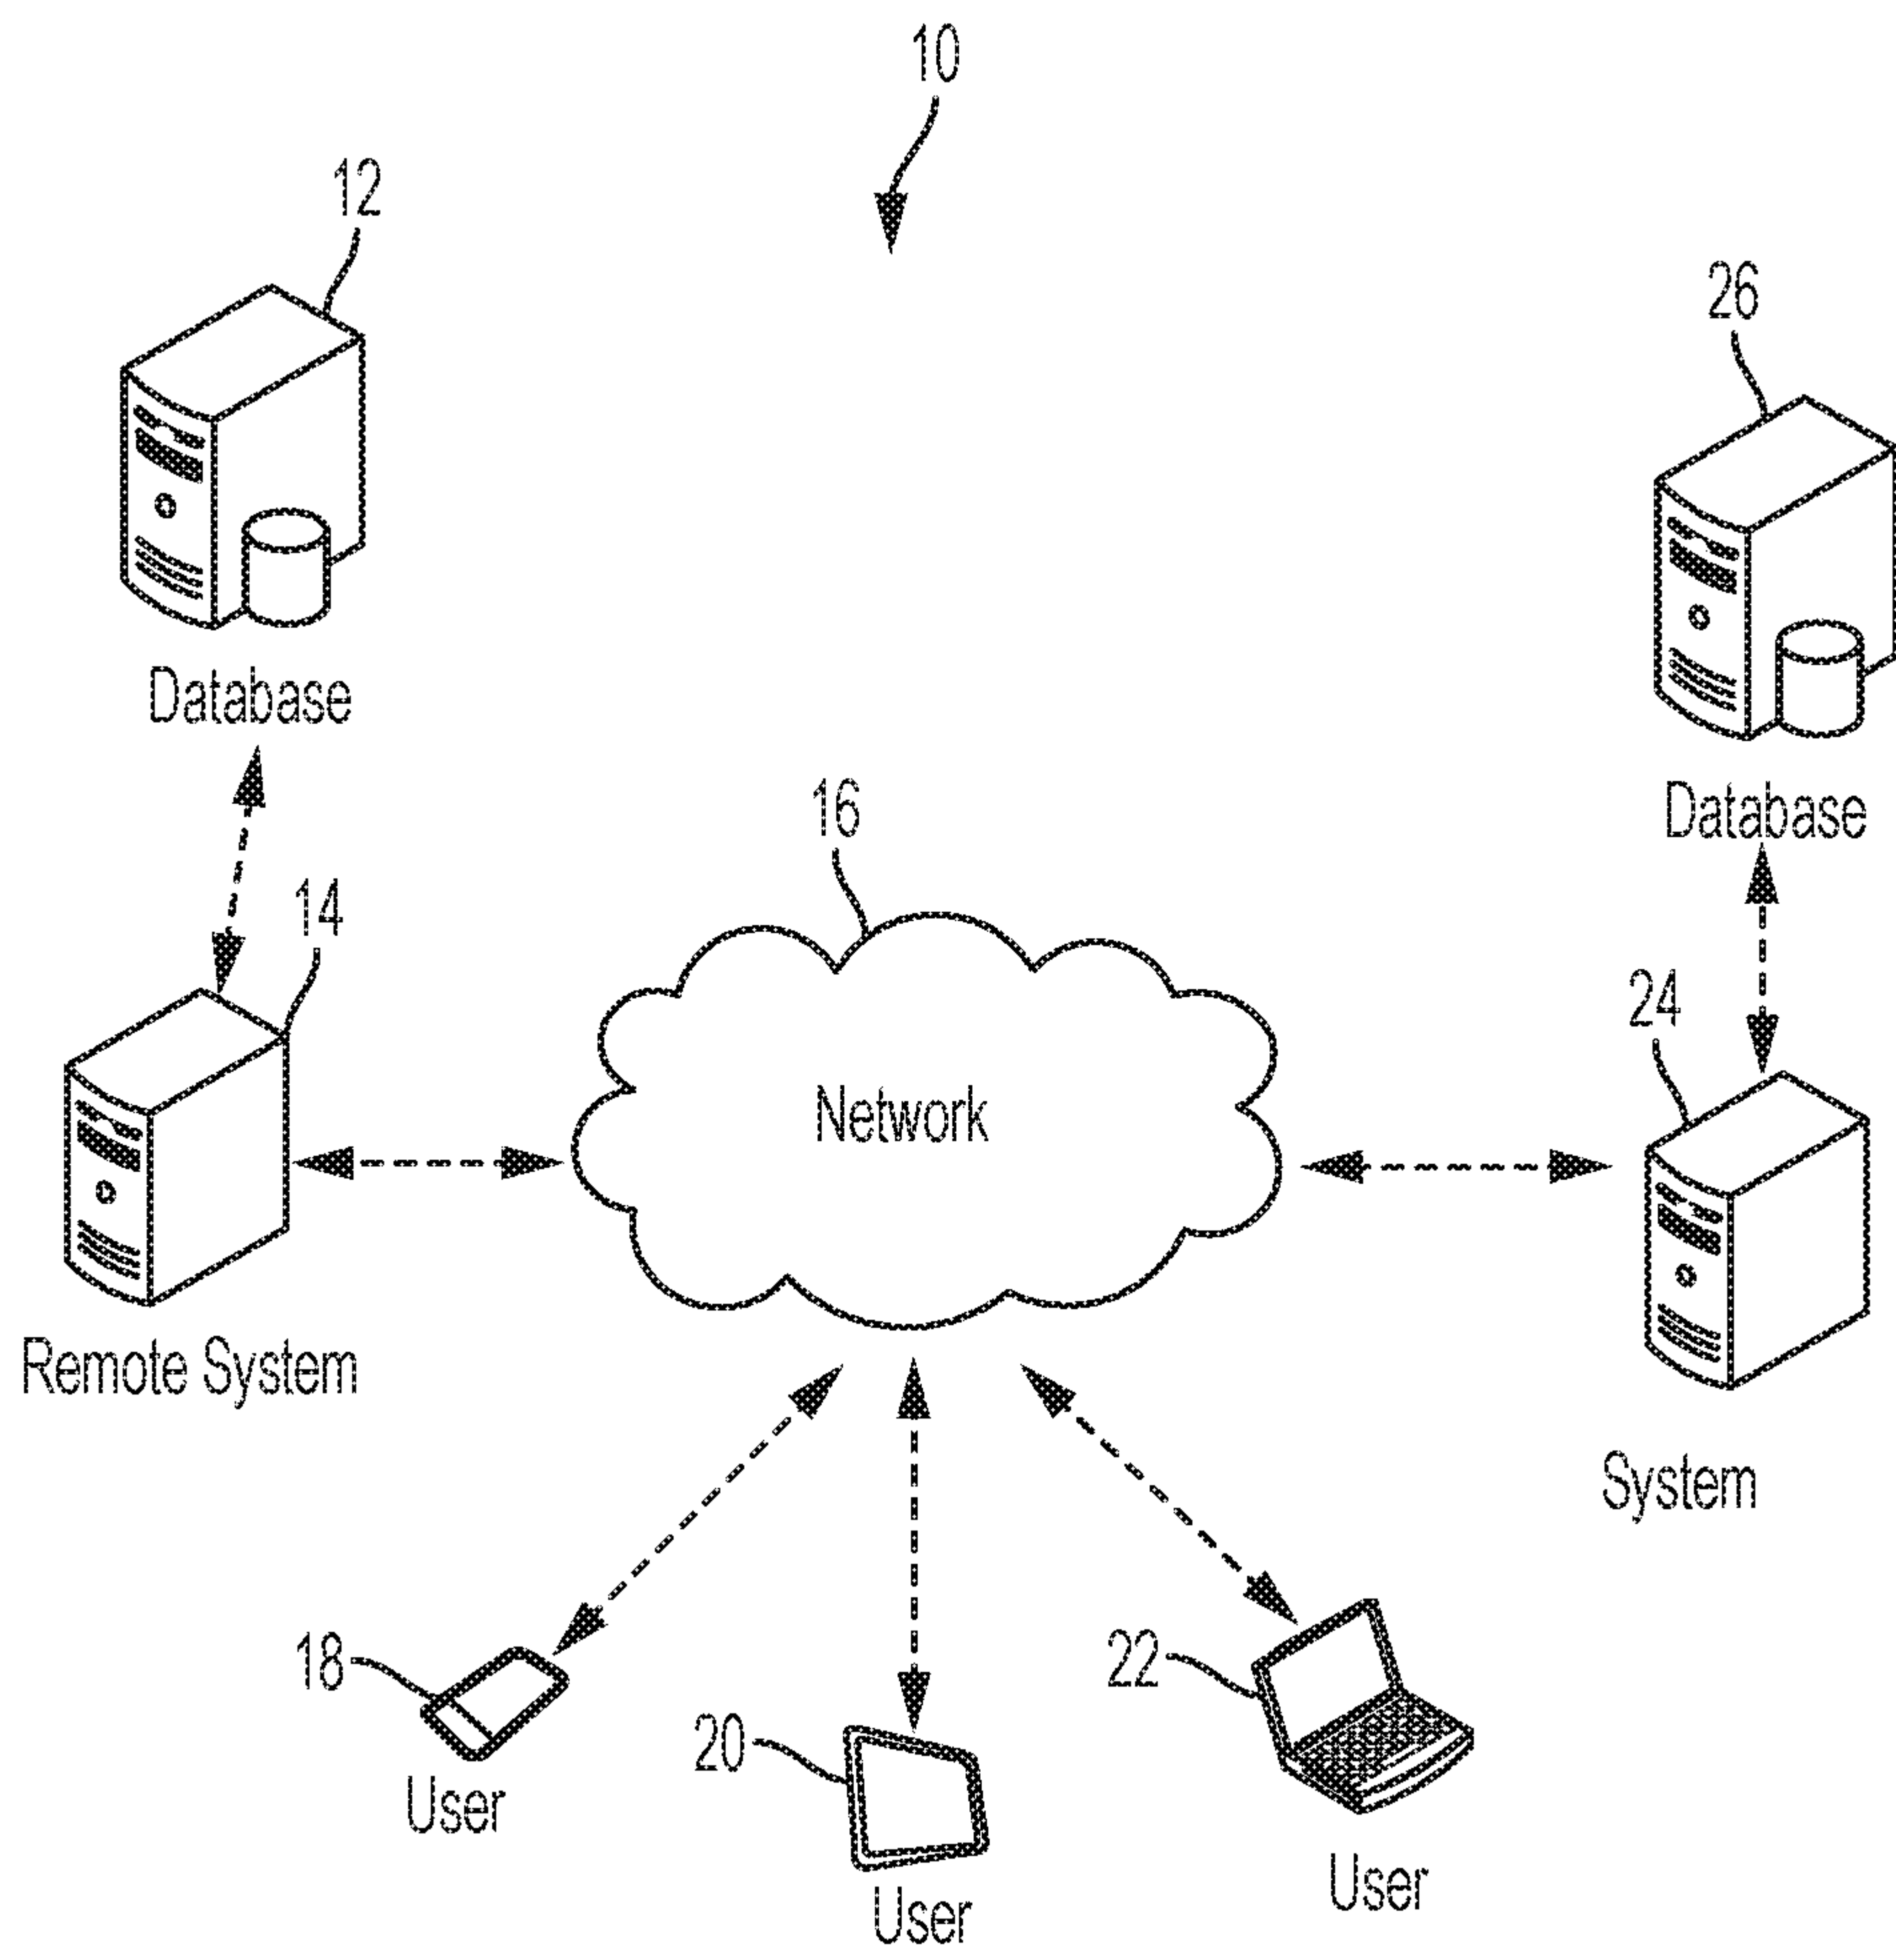 10
12
26
Database
16
Database
14
24
Network
Remote System
System
18
22
20
User
User
User